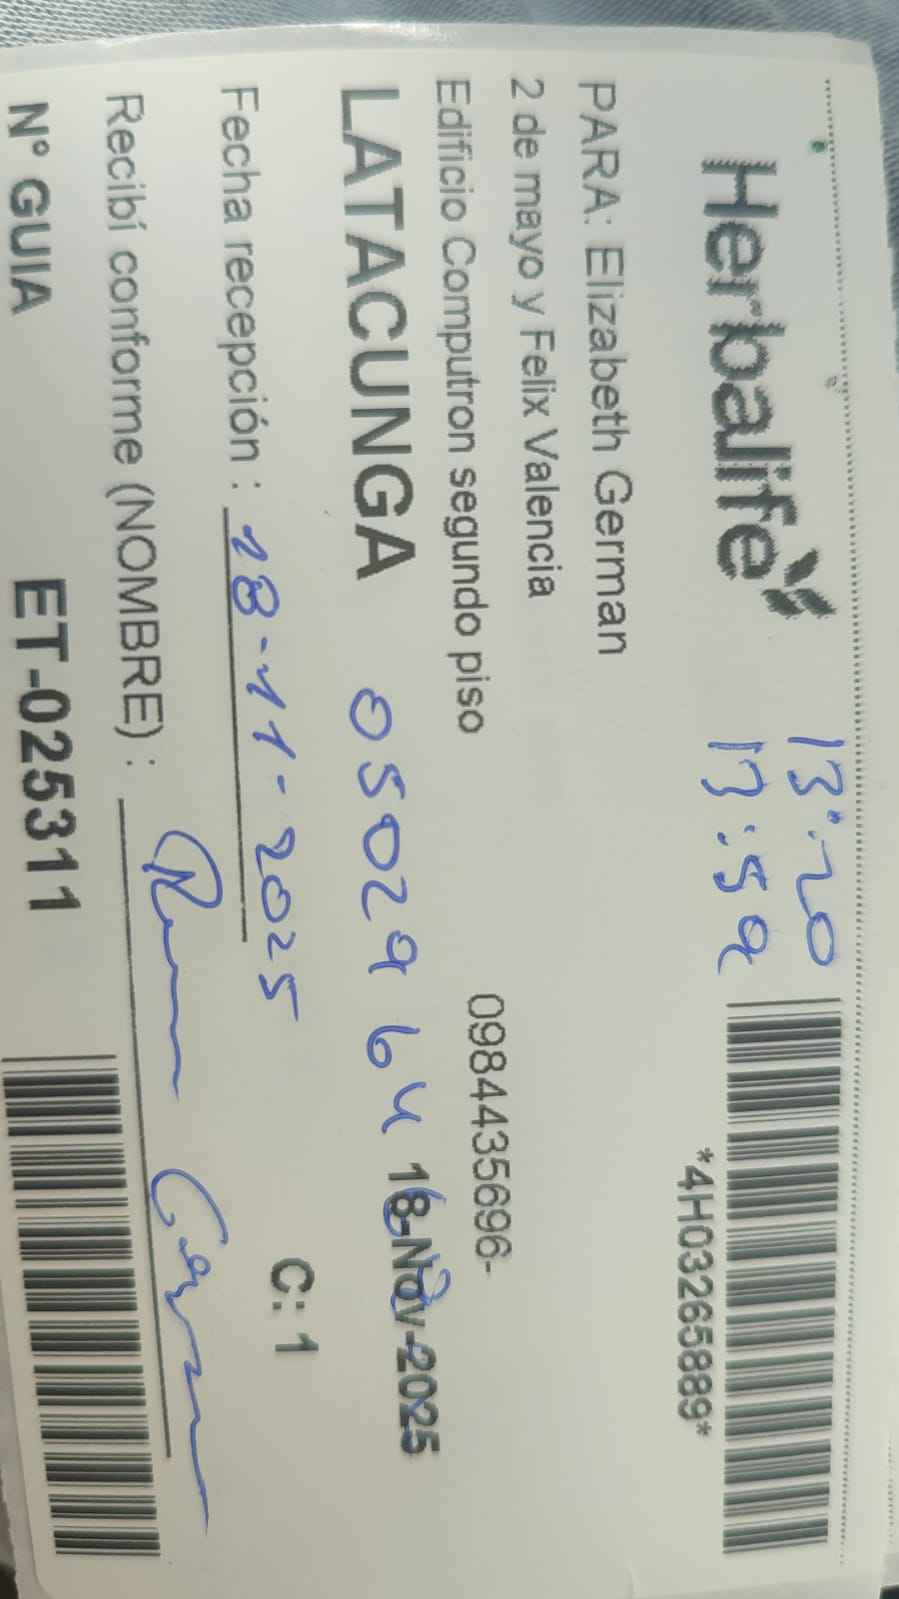 Herbalife
13:20
13:59
*4H03265889*
PARA: Elizabeth German
2 de mayo y Felix Valencia
Edificio Computron segundo piso
0984435696-
LATACUNGA 0502964 18-Nov-2025
Fecha recepción : 18-11-2025 C: 1
Recibí conforme (NOMBRE) :
N° GUIA ET-025311